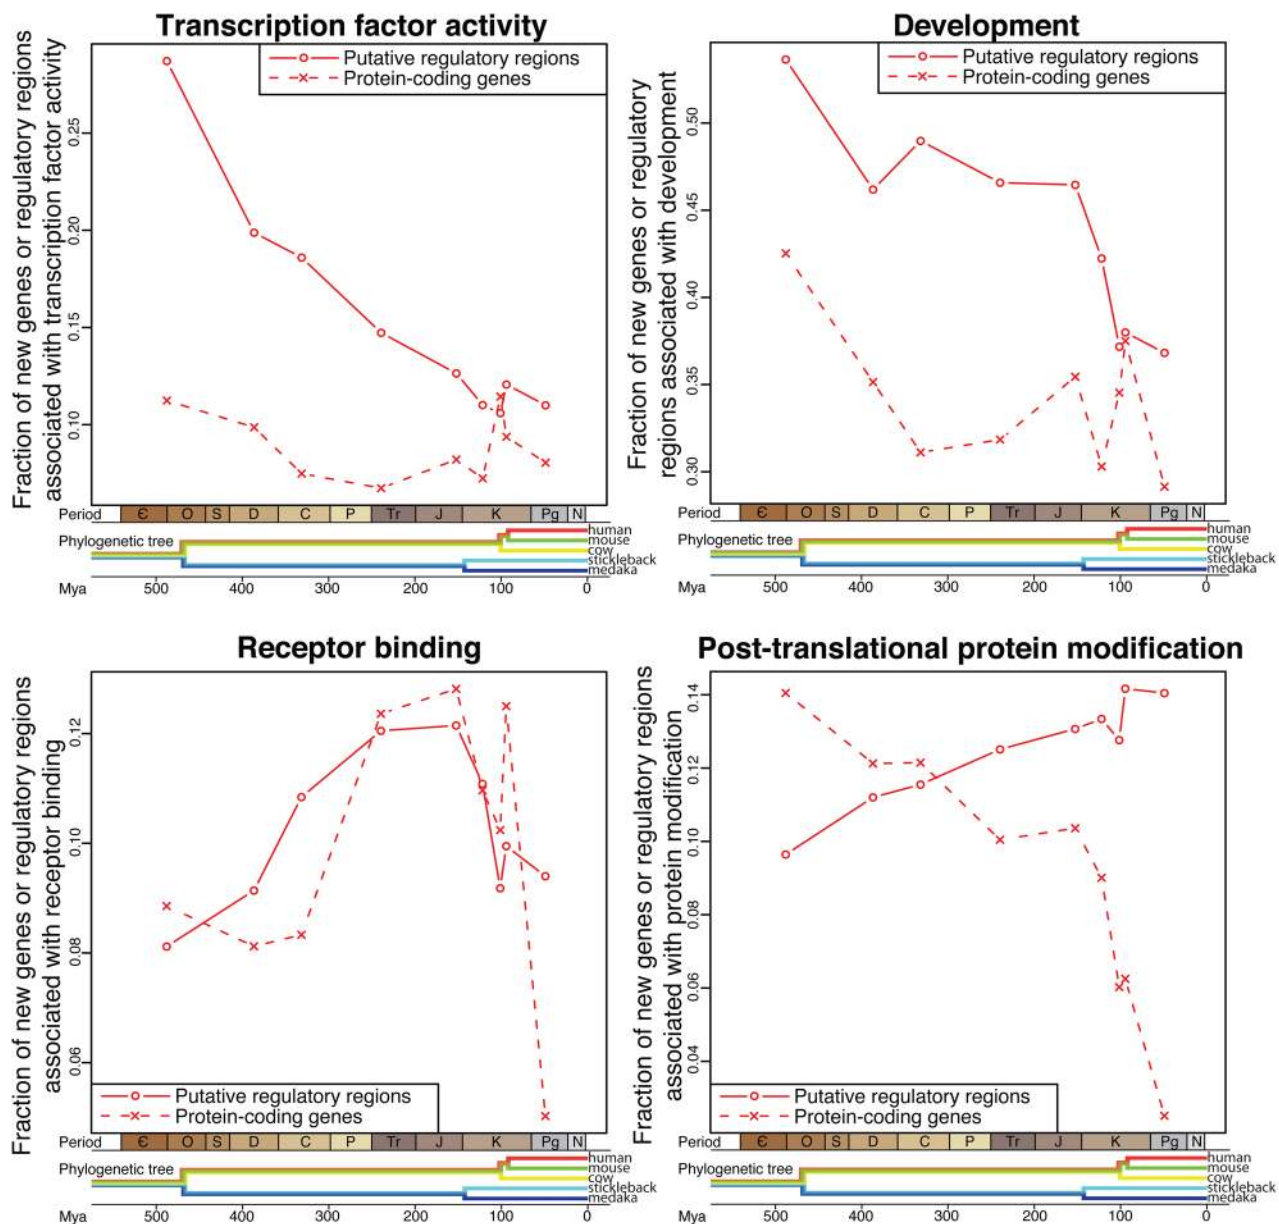 Transcription factor activity
Fraction of new genes or regulatory regions
associated with transcription factor activity
Putative regulatory regions
Protein-coding genes
0.25
0.20
0.15
0.10
Period Є O S D C P Tr J K Pg N
Phylogenetic tree
human
mouse
cow
stickleback
medaka
Mya 500 400 300 200 100 0
Development
Fraction of new genes or regulatory
regions associated with development
Putative regulatory regions
Protein-coding genes
0.50
0.45
0.40
0.35
0.30
Period Є O S D C P Tr J K Pg N
Phylogenetic tree
human
mouse
cow
stickleback
medaka
Mya 500 400 300 200 100 0
Receptor binding
Fraction of new genes or regulatory regions
associated with receptor binding
0.12
0.10
0.08
0.06
Putative regulatory regions
Protein-coding genes
Period Є O S D C P Tr J K Pg N
Phylogenetic tree
human
mouse
cow
stickleback
medaka
Mya 500 400 300 200 100 0
Post-translational protein modification
Fraction of new genes or regulatory regions
associated with protein modification
0.14
0.12
0.10
0.08
0.06
0.04
Putative regulatory regions
Protein-coding genes
Period Є O S D C P Tr J K Pg N
Phylogenetic tree
human
mouse
cow
stickleback
medaka
Mya 500 400 300 200 100 0